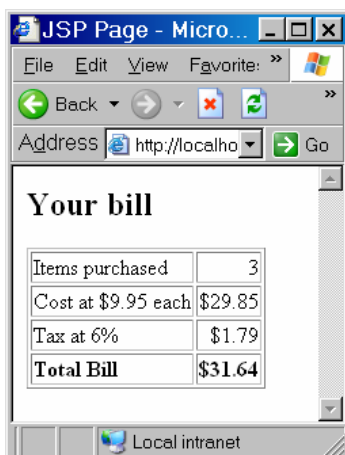 JSP Page - Micro...
File Edit View Favorite: »
Back »
Address http://localho Go
Your bill
Items purchased 3
Cost at $9.95 each $29.85
Tax at 6% $1.79
Total Bill $31.64
Local intranet